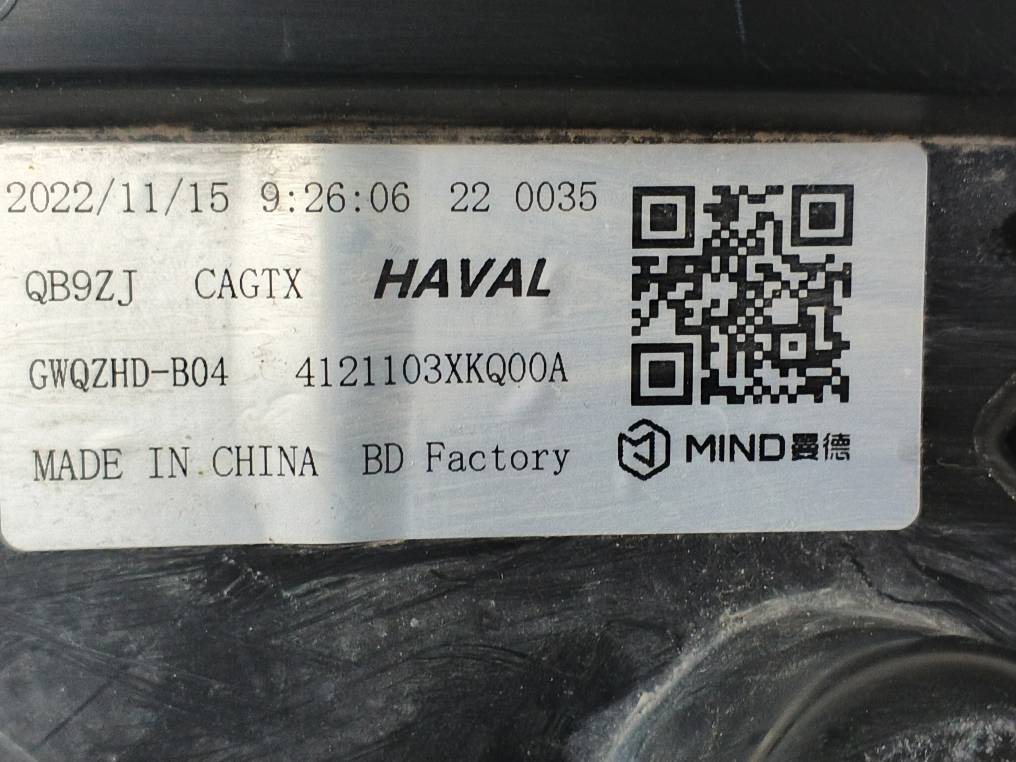 2022/11/15 9:26:06 22 0035
QB9ZJ CAGTX HAVAL
GWQZHD-B04 4121103XKQ00A
MADE IN CHINA BD Factory
MIND曼德